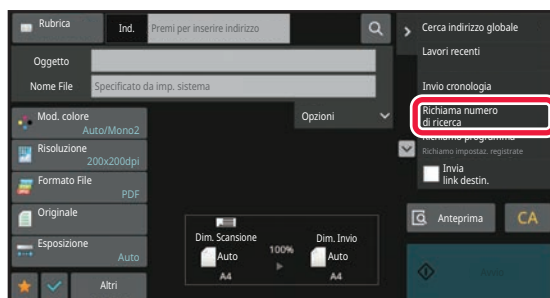 Rubrica
Ind.
Premi per inserire indirizzo
Oggetto
Nome File
Specificato da imp. sistema
Opzioni
Mod. colore
Auto/Mono2
Risoluzione
200x200dpi
Formato File
PDF
Originale
Esposizione
Auto
Altri
Dim. Scansione
Auto
A4
100%
Dim. Invio
Auto
A4
Cerca indirizzo globale
Lavori recenti
Invio cronologia
Richiama numero
di ricerca
Richiamo impostaz. registrate
Invia
link destin.
Anteprima
CA